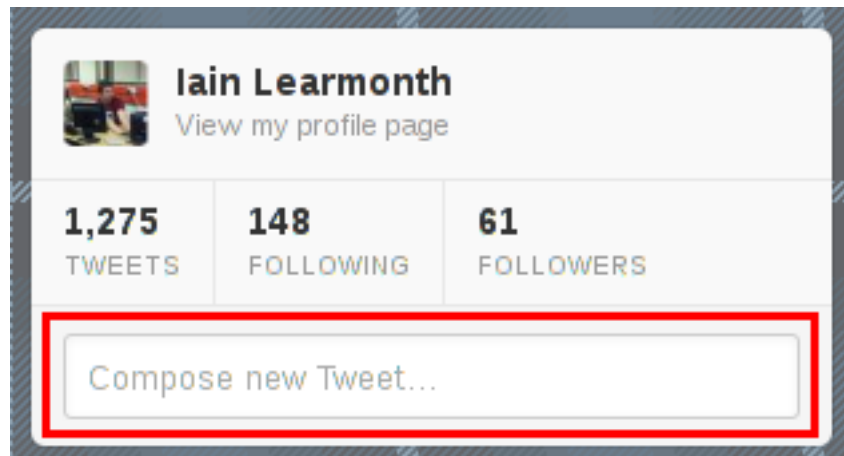 Iain Learmonth
View my profile page
1,275 148 61
TWEETS FOLLOWING FOLLOWERS
Compose new Tweet...